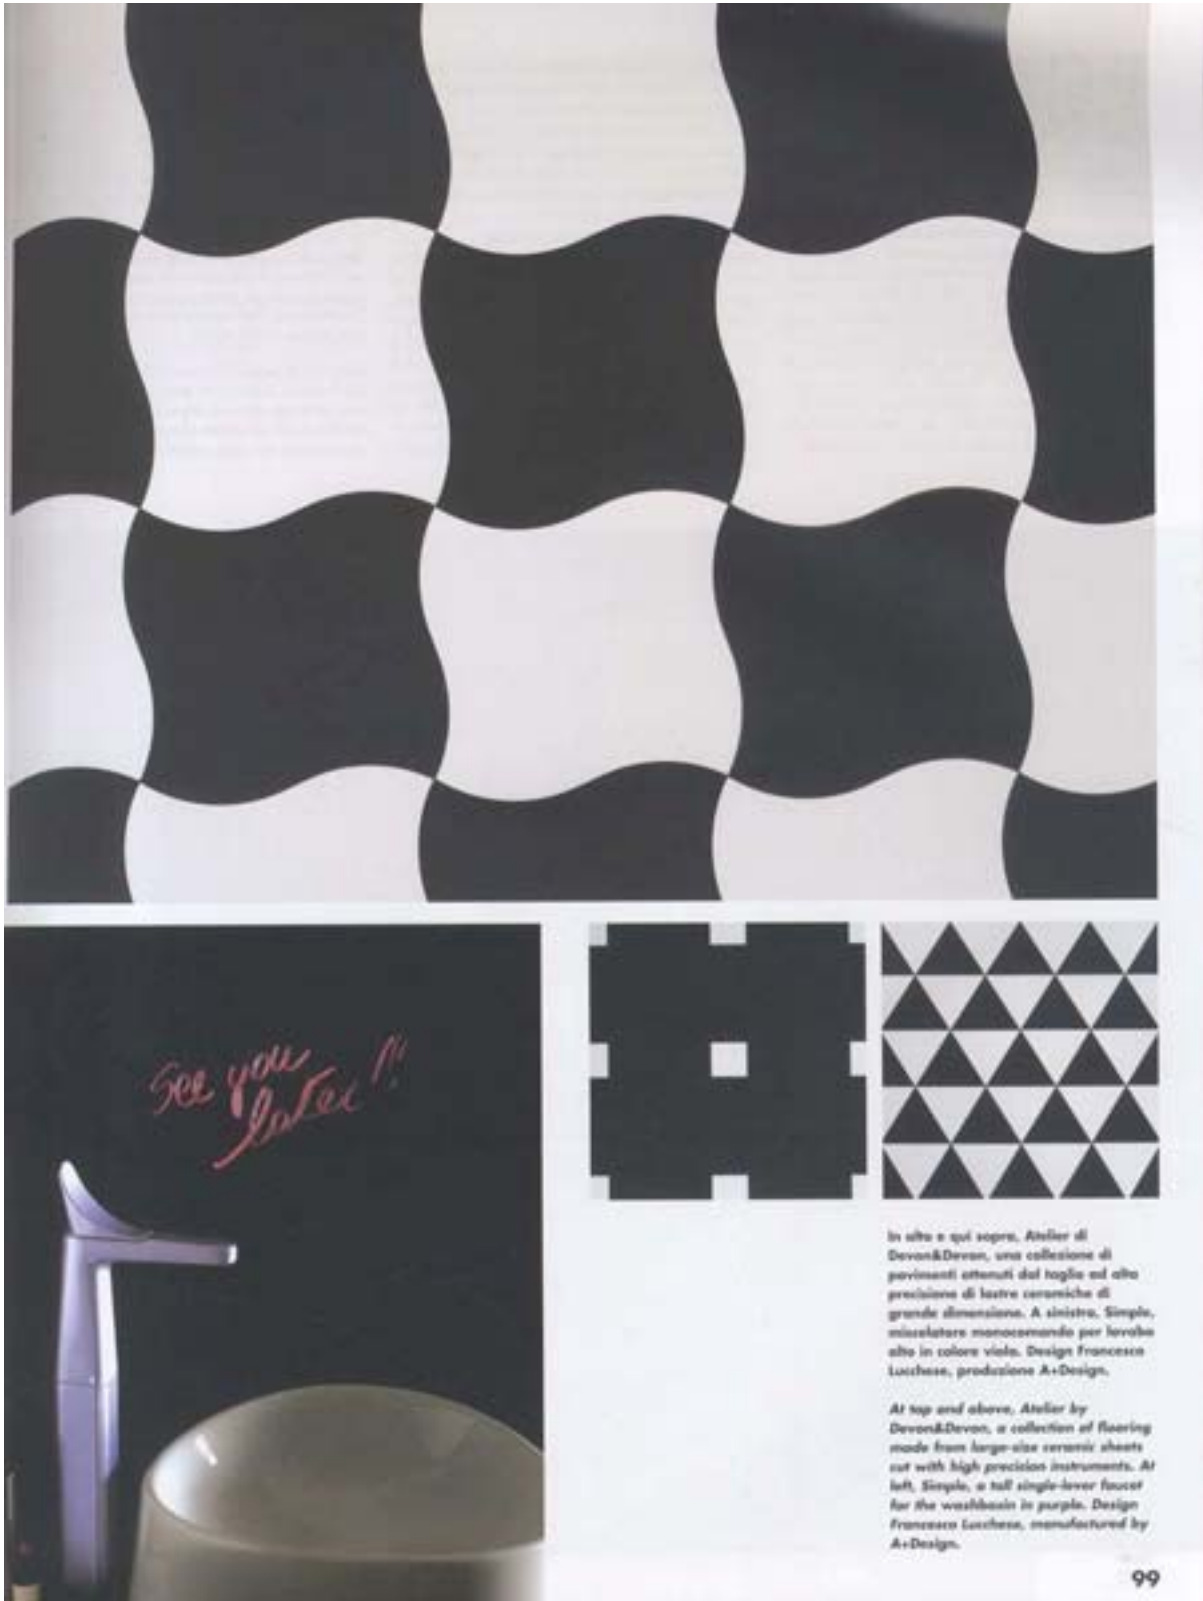 See you
later!!
In alto e qui sopra, Atelier di
Devon&Devon, una collezione di
pavimenti ottenuti dal taglio ad alta
precisione di lastre ceramiche di
grande dimensione. A sinistra, Simple,
miscelatore monocomando per lavabo
alto in colore viola. Design Francesco
Lucchese, produzione A+Design.
At top and above, Atelier by
Devon&Devon, a collection of flooring
made from large-size ceramic sheets
cut with high precision instruments. At
left, Simple, a tall single-lever faucet
for the washbasin in purple. Design
Francesco Lucchese, manufactured by
A+Design.
99